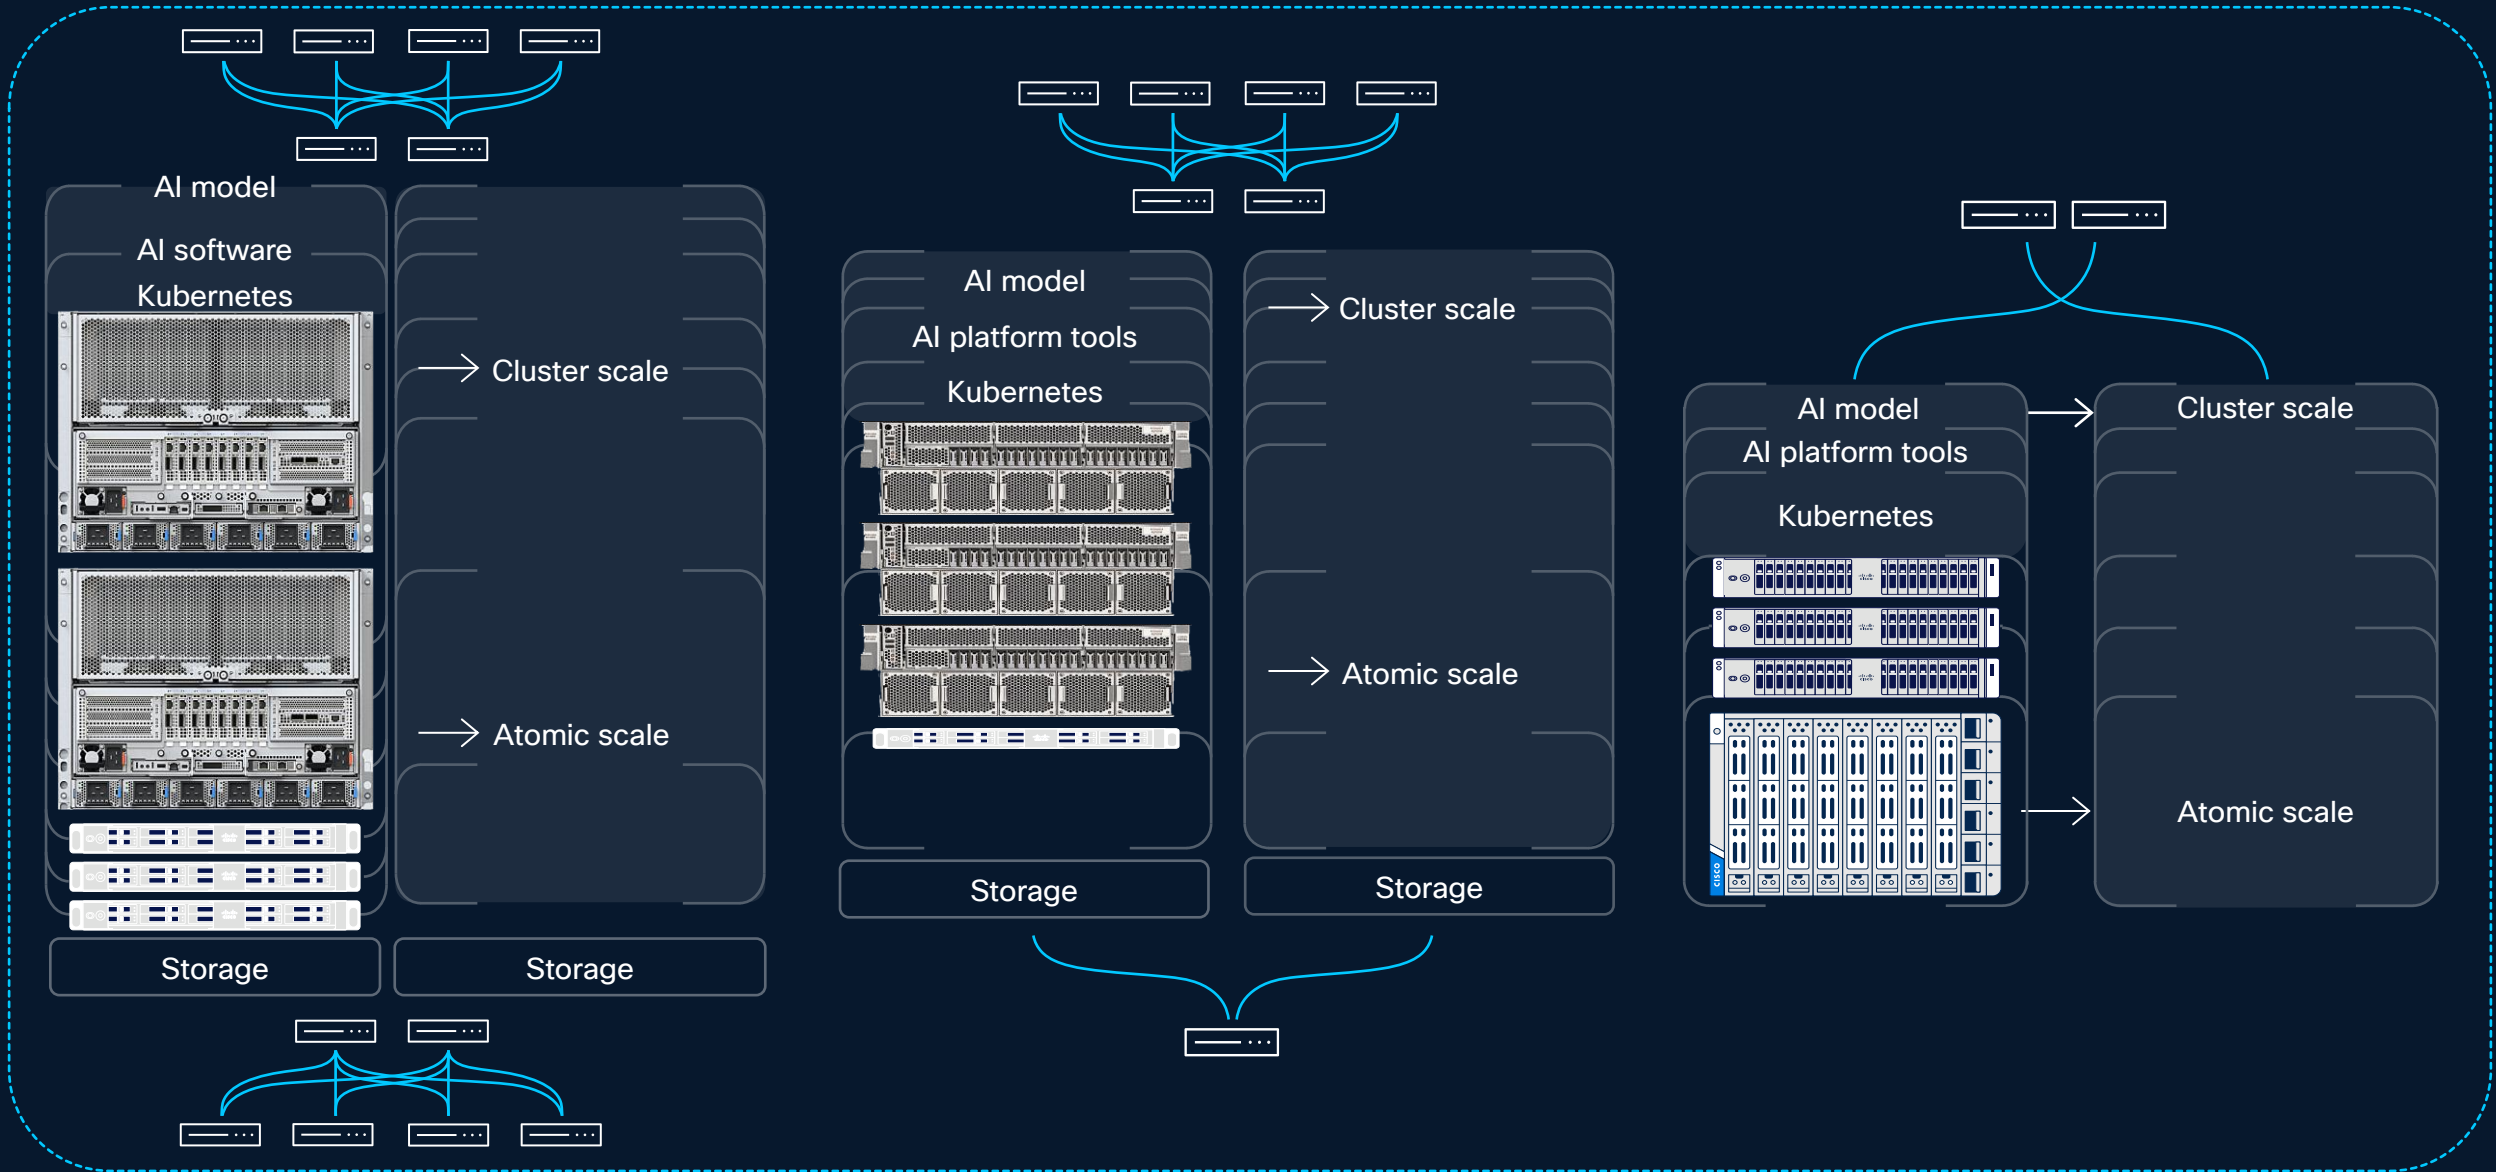 AI model
AI software
Kubernetes
Cluster scale
Atomic scale
Storage
Storage
AI model
AI platform tools
Kubernetes
Cluster scale
Atomic scale
Storage
Storage
AI model
AI platform tools
Kubernetes
Cluster scale
Atomic scale
CISCO